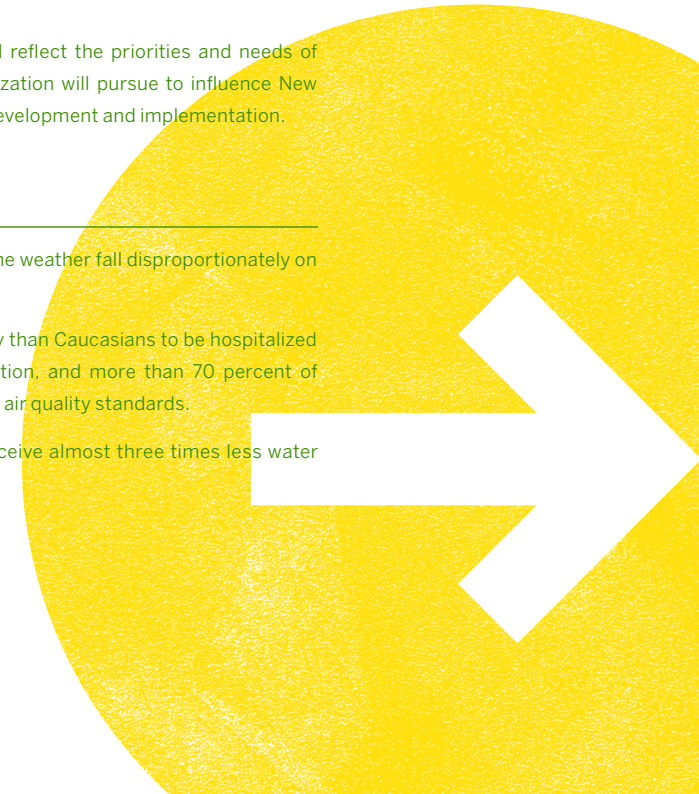 reflect the priorities and needs of
zation will pursue to influence New
evelopment and implementation.
ne weather fall disproportionately on
than Caucasians to be hospitalized
tion, and more than 70 percent of
air quality standards.
ceive almost three times less water